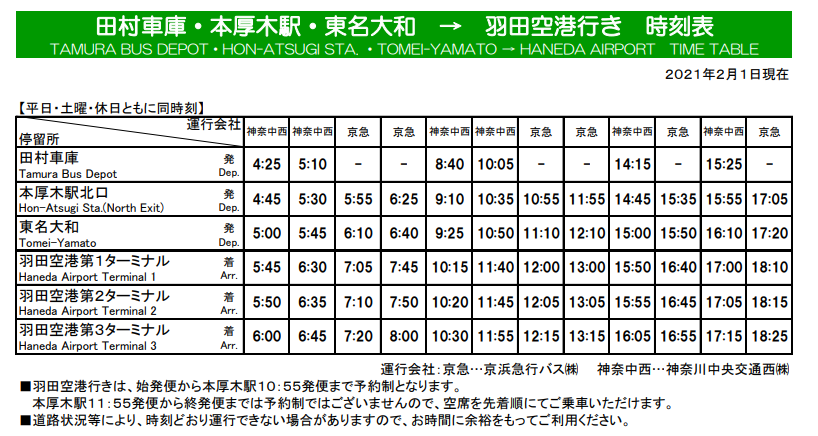 田村車庫・本厚木駅・東名大和 → 羽田空港行き 時刻表
TAMURA BUS DEPOT・HON-ATSUGI STA. ・TOMEI-YAMATO → HANEDA AIRPORT TIME TABLE
2021年2月1日現在
【平日・土曜・休日ともに同時刻】
運行会社 神奈中西 神奈中西 京急 京急 神奈中西 神奈中西 京急 京急 神奈中西 京急 神奈中西 京急
停留所
田村車庫 発 4:25 5:10 － － 8:40 10:05 － － 14:15 － 15:25 －
Tamura Bus Depot Dep.
本厚木駅北口 発 4:45 5:30 5:55 6:25 9:10 10:35 10:55 11:55 14:45 15:35 15:55 17:05
Hon-Atsugi Sta.(North Exit) Dep.
東名大和 発 5:00 5:45 6:10 6:40 9:25 10:50 11:10 12:10 15:00 15:50 16:10 17:20
Tomei-Yamato Dep.
羽田空港第1ターミナル 着 5:45 6:30 7:05 7:45 10:15 11:40 12:00 13:00 15:50 16:40 17:00 18:10
Haneda Airport Terminal 1 Arr.
羽田空港第2ターミナル 着 5:50 6:35 7:10 7:50 10:20 11:45 12:05 13:05 15:55 16:45 17:05 18:15
Haneda Airport Terminal 2 Arr.
羽田空港第3ターミナル 着 6:00 6:45 7:20 8:00 10:30 11:55 12:15 13:15 16:05 16:55 17:15 18:25
Haneda Airport Terminal 3 Arr.
運行会社：京急…京浜急行バス㈱ 神奈中西…神奈川中央交通西㈱
■羽田空港行きは、始発便から本厚木駅10：55発便まで予約制となります。
本厚木駅11：55発便から終発便までは予約制ではございませんので、空席を先着順にてご乗車いただけます。
■道路状況等により、時刻どおり運行できない場合がありますので、お時間に余裕をもってご利用ください。